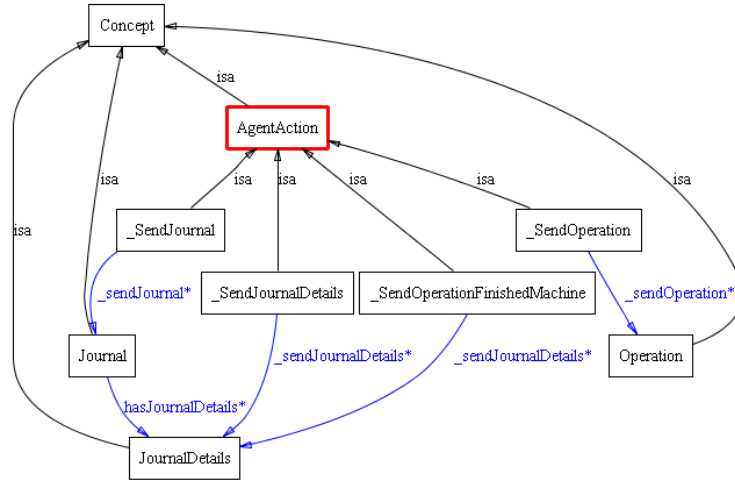 Concept
isa
AgentAction
isa
isa
isa
isa
isa
isa
isa
_SendJournal
_SendOperation
_SendJournalDetails
_SendOperationFinishedMachine
_sendJournal*
_sendOperation*
Journal
_sendJournalDetails*
_sendJournalDetails*
Operation
hasJournalDetails*
JournalDetails